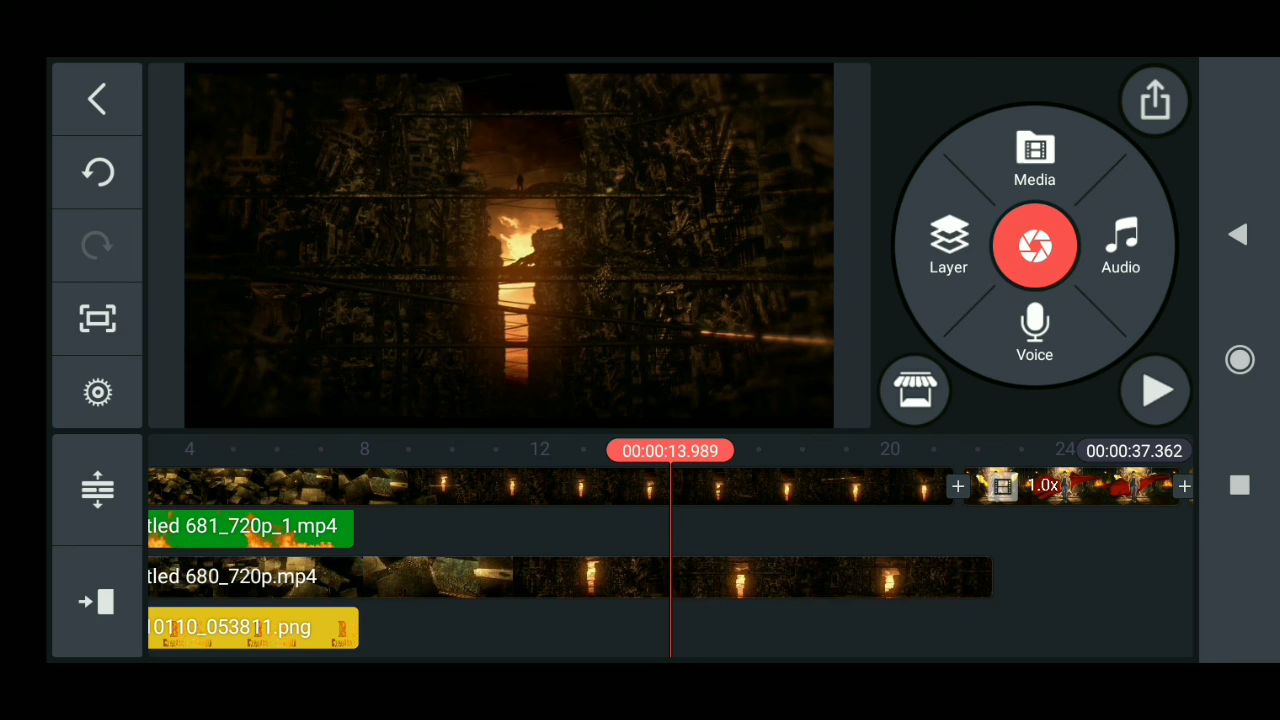 Media
Layer
Audio
Voice
4
8
12
00:00:13.989
20
24
00:00:37.362
1.0x
tled 681_720p_1.mp4
tled 680_720p.mp4
10110_053811.png